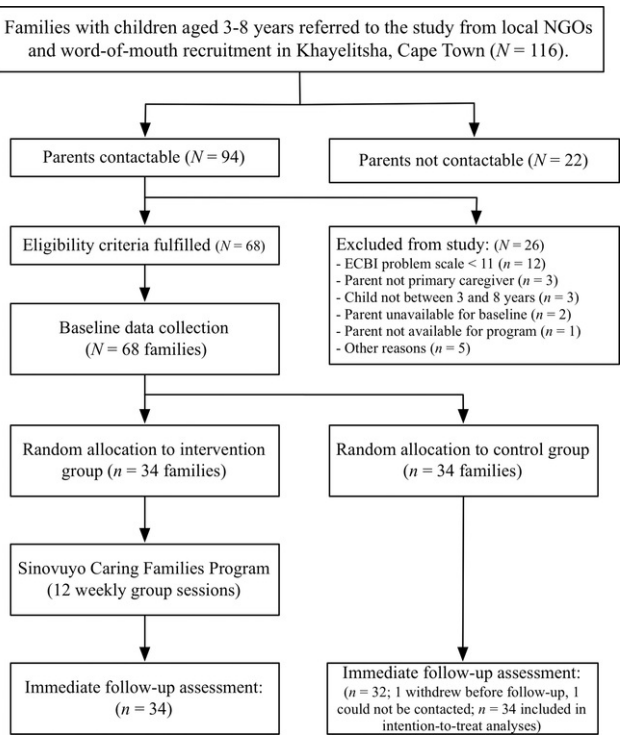 Families with children aged 3-8 years referred to the study from local NGOs
and word-of-mouth recruitment in Khayelitsha, Cape Town (N = 116).
Parents contactable (N = 94)
Parents not contactable (N = 22)
Eligibility criteria fulfilled (N = 68)
Excluded from study: (N = 26)
- ECBI problem scale < 11 (n = 12)
- Parent not primary caregiver (n = 3)
- Child not between 3 and 8 years (n = 3)
- Parent unavailable for baseline (n = 2)
- Parent not available for program (n = 1)
- Other reasons (n = 5)
Baseline data collection
(N = 68 families)
Random allocation to intervention
group (n = 34 families)
Random allocation to control group
(n = 34 families)
Sinovuyo Caring Families Program
(12 weekly group sessions)
Immediate follow-up assessment:
(n = 34)
Immediate follow-up assessment:
(n = 32; 1 withdrew before follow-up, 1
could not be contacted; n = 34 included in
intention-to-treat analyses)